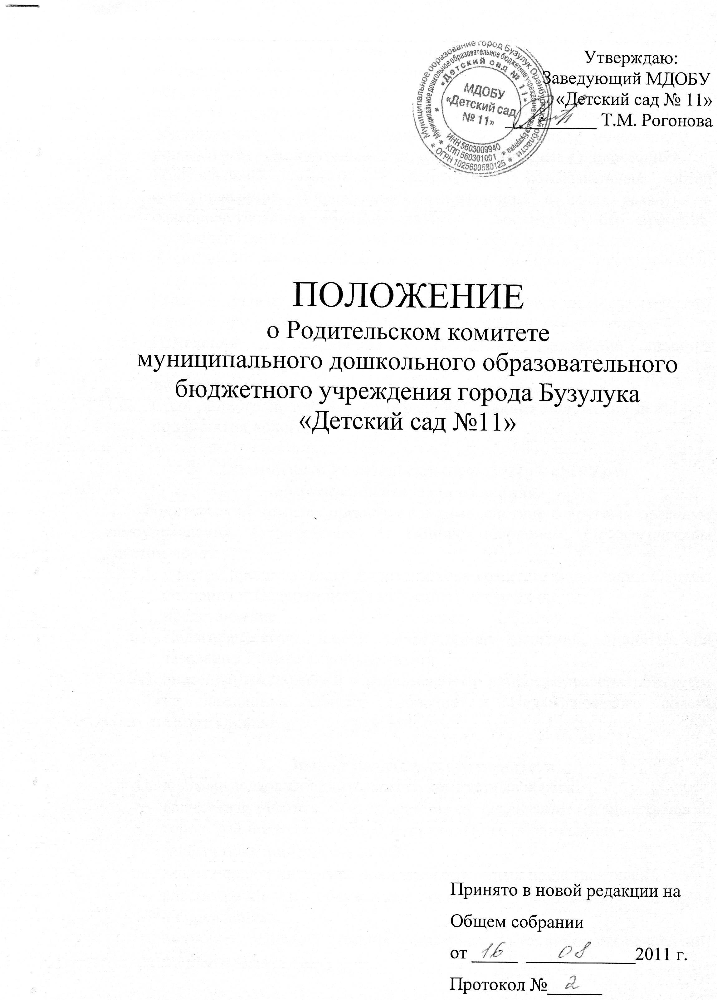 Утверждаю:
Заведующий МДОБУ
«Детский сад № 11»
____________ Т.М. Рогонова
Муниципальное образование город Бузулук Оренбургской области * ОГРН 1025600580125 *
Муниципальное дошкольное образовательное бюджетное учреждение города Бузулука * КПП 560301001 *
«Детский сад № 11»
* ИНН 5603009940
МДОБУ
«Детский сад
№ 11»
ПОЛОЖЕНИЕ
о Родительском комитете
муниципального дошкольного образовательного
бюджетного учреждения города Бузулука
«Детский сад №11»
Принято в новой редакции на
Общем собрании
от 16 08 2011 г.
Протокол № 2